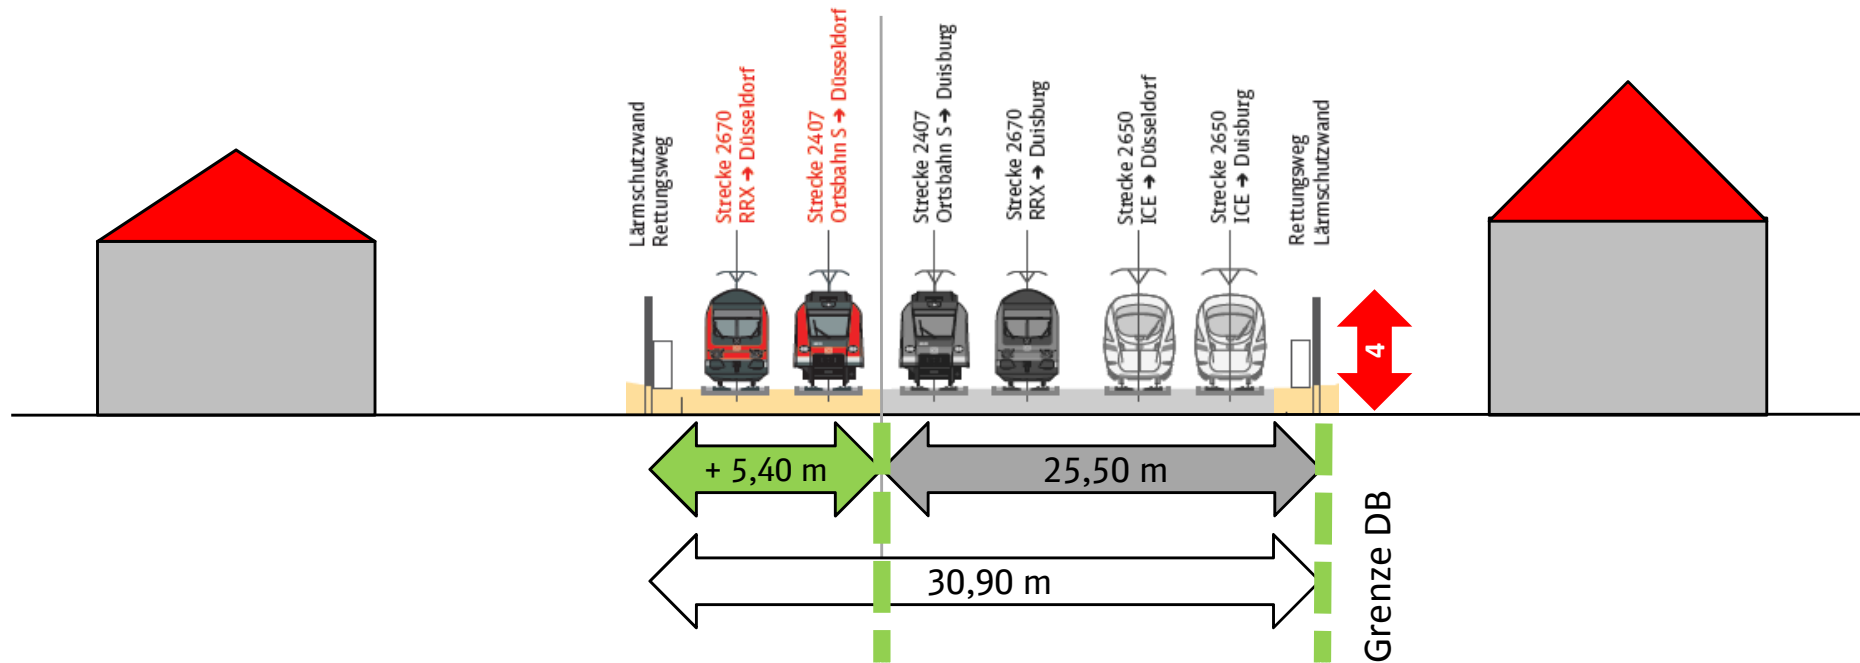 Lärmschutzwand
Rettungsweg
Strecke 2670
RRX ➔ Düsseldorf
Strecke 2407
Ortsbahn S ➔ Düsseldorf
Strecke 2407
Ortsbahn S ➔ Duisburg
Strecke 2670
RRX ➔ Duisburg
Strecke 2650
ICE ➔ Düsseldorf
Strecke 2650
ICE ➔ Duisburg
Rettungsweg
Lärmschutzwand
4
+ 5,40 m
25,50 m
30,90 m
Grenze DB